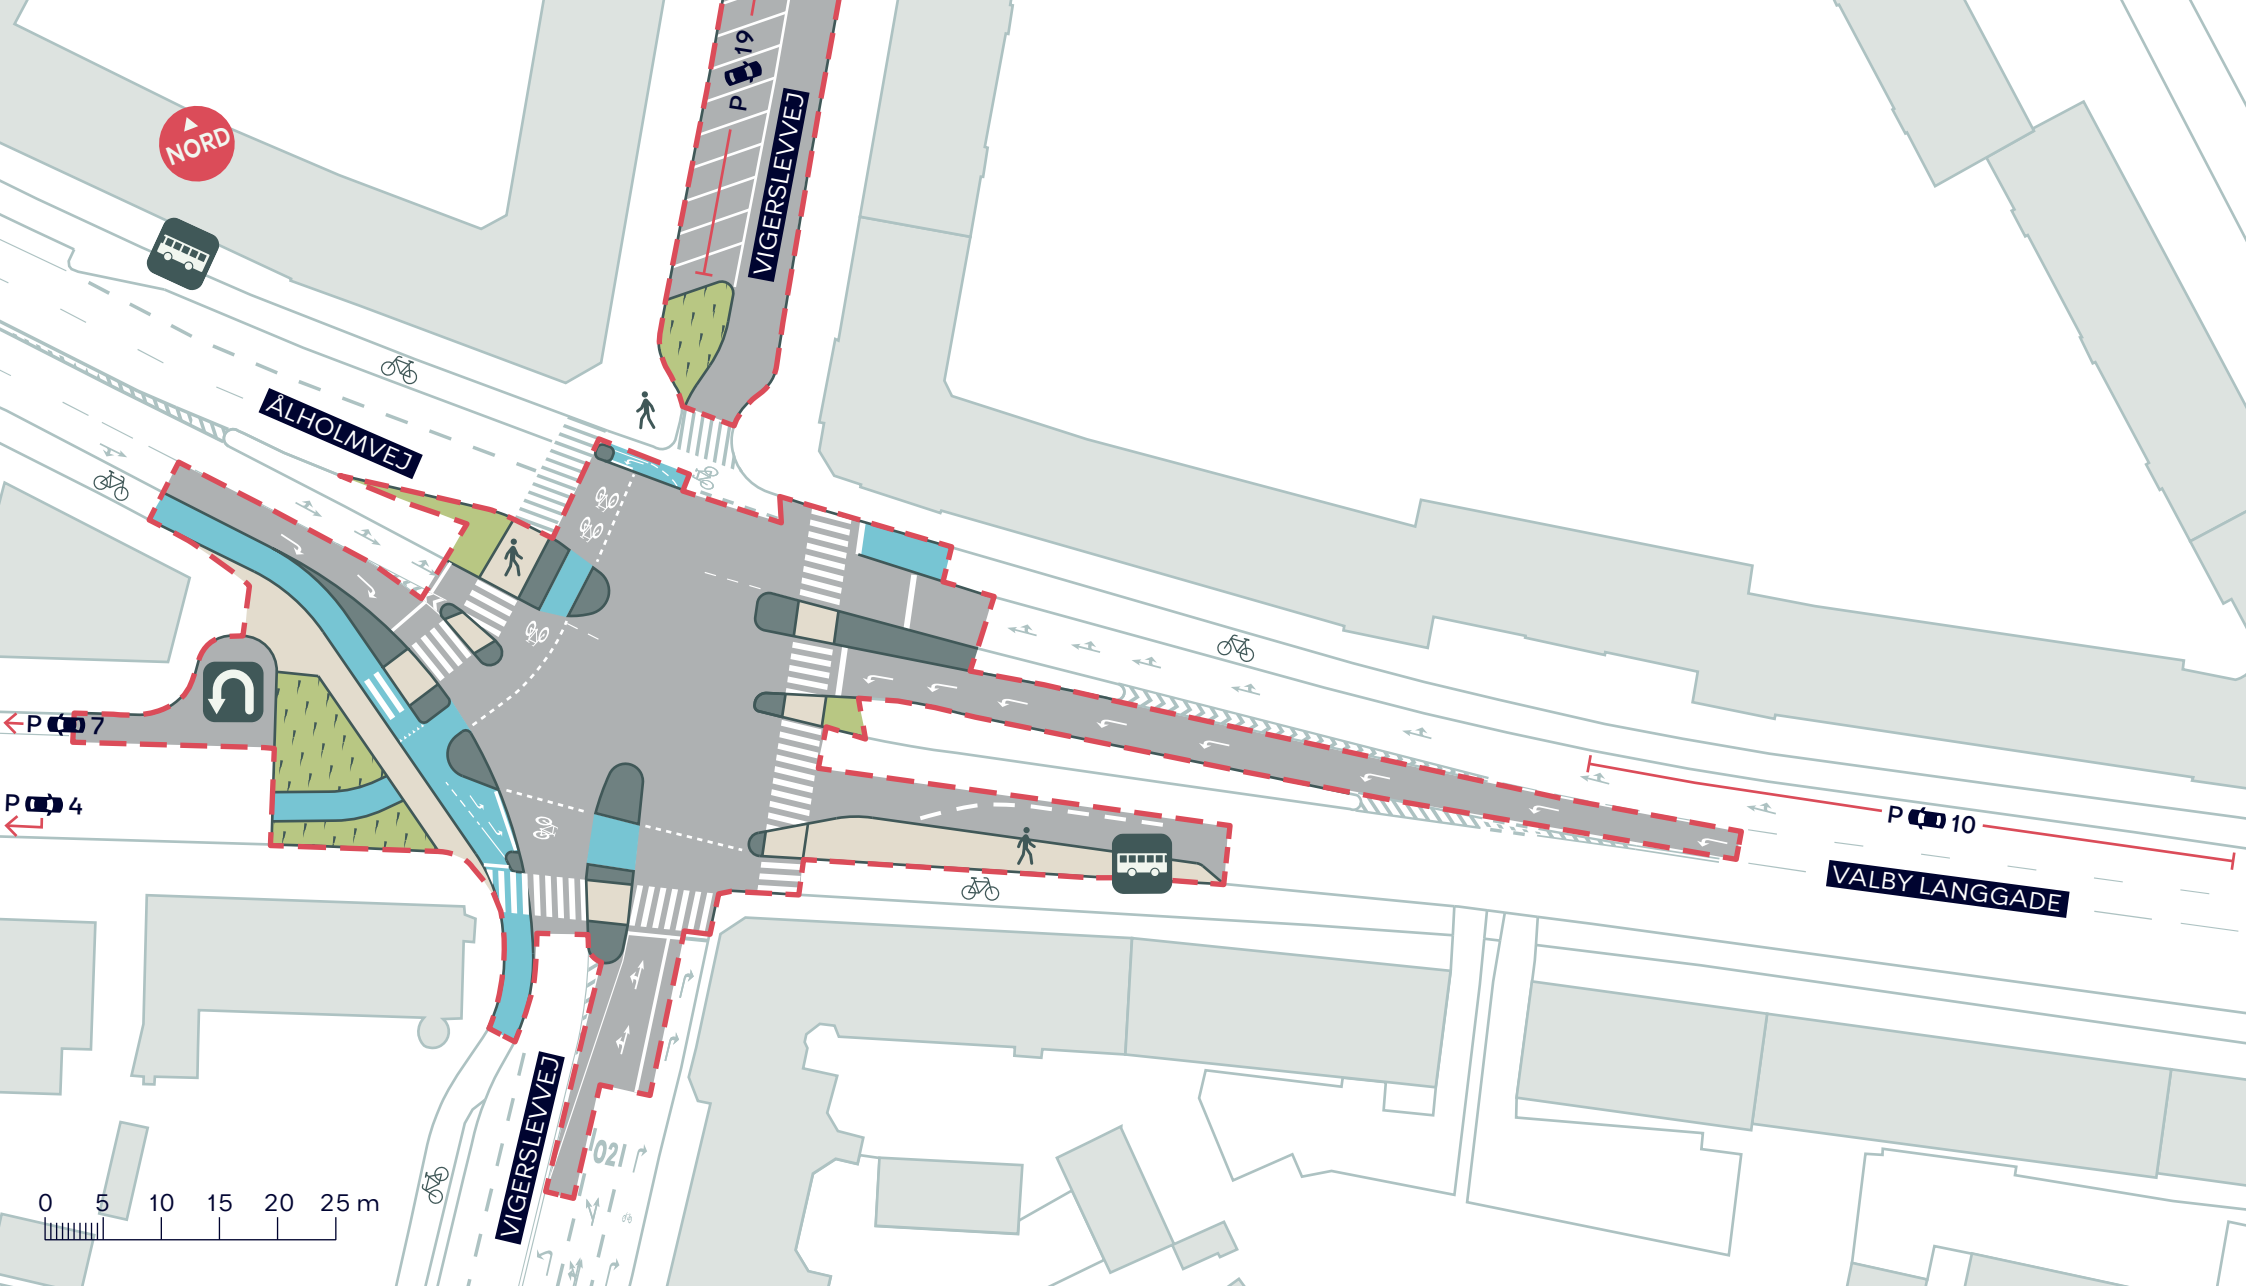 P 19
VIGERSLEVVEJ
NORD
ÅLHOLMVEJ
P 7
P 4
P 10
VALBY LANGGADE
VIGERSLEVVEJ
0 5 10 15 20 25 m